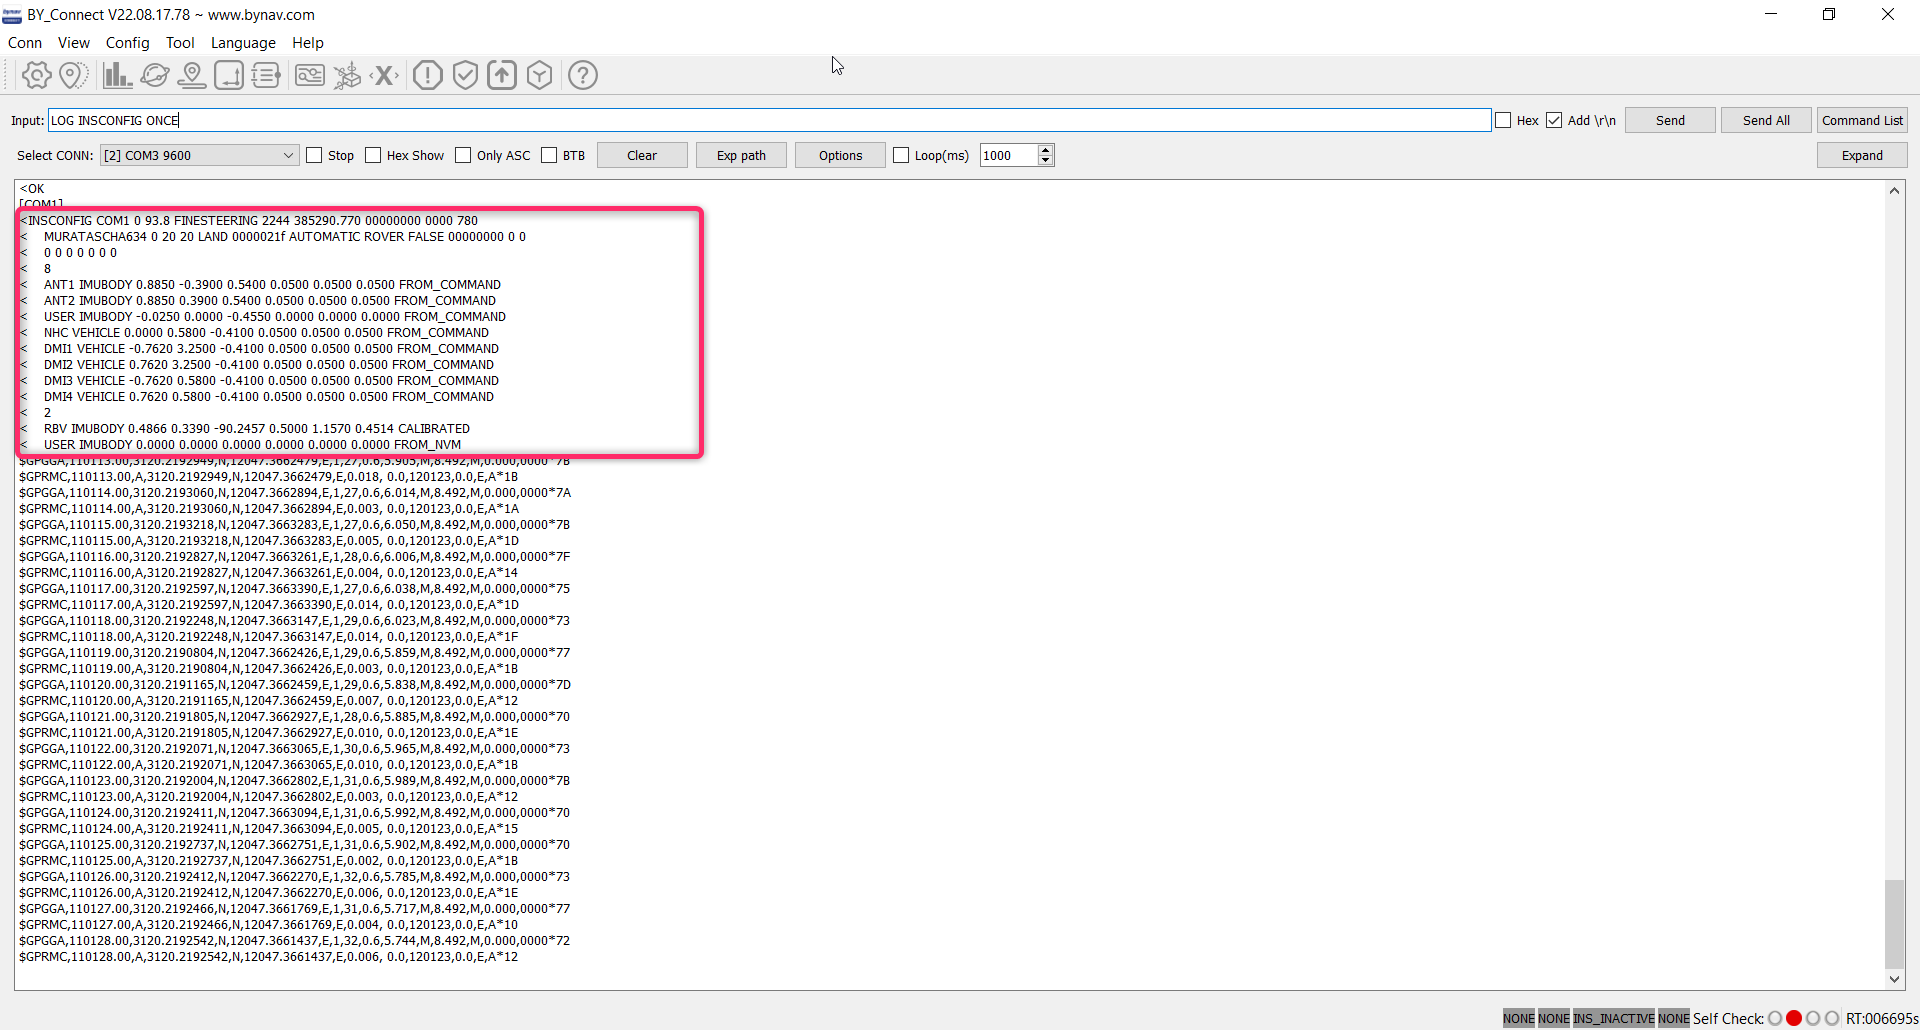 BY_Connect V22.08.17.78 ~ www.bynav.com
Conn View Config Tool Language Help
Input: LOG INSCONFIG ONCE Hex Add \r\n Send Send All Command List
Select CONN: [2] COM3 9600 Stop Hex Show Only ASC BTB Clear Exp path Options Loop(ms) 1000 Expand
<OK
[COM1]
<INSCONFIG COM1 0 93.8 FINESTEERING 2244 385290.770 00000000 0000 780
< MURATASCHA634 0 20 20 LAND 0000021f AUTOMATIC ROVER FALSE 00000000 0 0
< 0 0 0 0 0 0 0
< 8
< ANT1 IMUBODY 0.8850 -0.3900 0.5400 0.0500 0.0500 0.0500 FROM_COMMAND
< ANT2 IMUBODY 0.8850 0.3900 0.5400 0.0500 0.0500 0.0500 FROM_COMMAND
< USER IMUBODY -0.0250 0.0000 -0.4550 0.0000 0.0000 0.0000 FROM_COMMAND
< NHC VEHICLE 0.0000 0.5800 -0.4100 0.0500 0.0500 0.0500 FROM_COMMAND
< DMI1 VEHICLE -0.7620 3.2500 -0.4100 0.0500 0.0500 0.0500 FROM_COMMAND
< DMI2 VEHICLE 0.7620 3.2500 -0.4100 0.0500 0.0500 0.0500 FROM_COMMAND
< DMI3 VEHICLE -0.7620 0.5800 -0.4100 0.0500 0.0500 0.0500 FROM_COMMAND
< DMI4 VEHICLE 0.7620 0.5800 -0.4100 0.0500 0.0500 0.0500 FROM_COMMAND
< 2
< RBV IMUBODY 0.4866 0.3390 -90.2457 0.5000 1.1570 0.4514 CALIBRATED
< USER IMUBODY 0.0000 0.0000 0.0000 0.0000 0.0000 0.0000 FROM_NVM
$GPGGA,110113.00,3120.2192949,N,12047.3662479,E,1,27,0.6,5.905,M,8.492,M,0.000,0000*7B
$GPRMC,110113.00,A,3120.2192949,N,12047.3662479,E,0.018, 0.0,120123,0.0,E,A*1B
$GPGGA,110114.00,3120.2193060,N,12047.3662894,E,1,27,0.6,6.014,M,8.492,M,0.000,0000*7A
$GPRMC,110114.00,A,3120.2193060,N,12047.3662894,E,0.003, 0.0,120123,0.0,E,A*1A
$GPGGA,110115.00,3120.2193218,N,12047.3663283,E,1,27,0.6,6.050,M,8.492,M,0.000,0000*7B
$GPRMC,110115.00,A,3120.2193218,N,12047.3663283,E,0.005, 0.0,120123,0.0,E,A*1D
$GPGGA,110116.00,3120.2192827,N,12047.3663261,E,1,28,0.6,6.006,M,8.492,M,0.000,0000*7F
$GPRMC,110116.00,A,3120.2192827,N,12047.3663261,E,0.004, 0.0,120123,0.0,E,A*14
$GPGGA,110117.00,3120.2192597,N,12047.3663390,E,1,27,0.6,6.038,M,8.492,M,0.000,0000*75
$GPRMC,110117.00,A,3120.2192597,N,12047.3663390,E,0.014, 0.0,120123,0.0,E,A*1D
$GPGGA,110118.00,3120.2192248,N,12047.3663147,E,1,29,0.6,6.023,M,8.492,M,0.000,0000*73
$GPRMC,110118.00,A,3120.2192248,N,12047.3663147,E,0.014, 0.0,120123,0.0,E,A*1F
$GPGGA,110119.00,3120.2190804,N,12047.3662426,E,1,29,0.6,5.859,M,8.492,M,0.000,0000*77
$GPRMC,110119.00,A,3120.2190804,N,12047.3662426,E,0.003, 0.0,120123,0.0,E,A*1B
$GPGGA,110120.00,3120.2191165,N,12047.3662459,E,1,29,0.6,5.838,M,8.492,M,0.000,0000*7D
$GPRMC,110120.00,A,3120.2191165,N,12047.3662459,E,0.007, 0.0,120123,0.0,E,A*12
$GPGGA,110121.00,3120.2191805,N,12047.3662927,E,1,28,0.6,5.885,M,8.492,M,0.000,0000*70
$GPRMC,110121.00,A,3120.2191805,N,12047.3662927,E,0.010, 0.0,120123,0.0,E,A*1E
$GPGGA,110122.00,3120.2192071,N,12047.3663065,E,1,30,0.6,5.965,M,8.492,M,0.000,0000*73
$GPRMC,110122.00,A,3120.2192071,N,12047.3663065,E,0.010, 0.0,120123,0.0,E,A*1B
$GPGGA,110123.00,3120.2192004,N,12047.3662802,E,1,31,0.6,5.989,M,8.492,M,0.000,0000*7B
$GPRMC,110123.00,A,3120.2192004,N,12047.3662802,E,0.003, 0.0,120123,0.0,E,A*12
$GPGGA,110124.00,3120.2192411,N,12047.3663094,E,1,31,0.6,5.992,M,8.492,M,0.000,0000*70
$GPRMC,110124.00,A,3120.2192411,N,12047.3663094,E,0.005, 0.0,120123,0.0,E,A*15
$GPGGA,110125.00,3120.2192737,N,12047.3662751,E,1,31,0.6,5.902,M,8.492,M,0.000,0000*70
$GPRMC,110125.00,A,3120.2192737,N,12047.3662751,E,0.002, 0.0,120123,0.0,E,A*1B
$GPGGA,110126.00,3120.2192412,N,12047.3662270,E,1,32,0.6,5.785,M,8.492,M,0.000,0000*73
$GPRMC,110126.00,A,3120.2192412,N,12047.3662270,E,0.006, 0.0,120123,0.0,E,A*1E
$GPGGA,110127.00,3120.2192466,N,12047.3661769,E,1,31,0.6,5.717,M,8.492,M,0.000,0000*77
$GPRMC,110127.00,A,3120.2192466,N,12047.3661769,E,0.004, 0.0,120123,0.0,E,A*10
$GPGGA,110128.00,3120.2192542,N,12047.3661437,E,1,32,0.6,5.744,M,8.492,M,0.000,0000*72
$GPRMC,110128.00,A,3120.2192542,N,12047.3661437,E,0.006, 0.0,120123,0.0,E,A*12
NONE NONE INS_INACTIVE NONE Self Check: RT:006695s